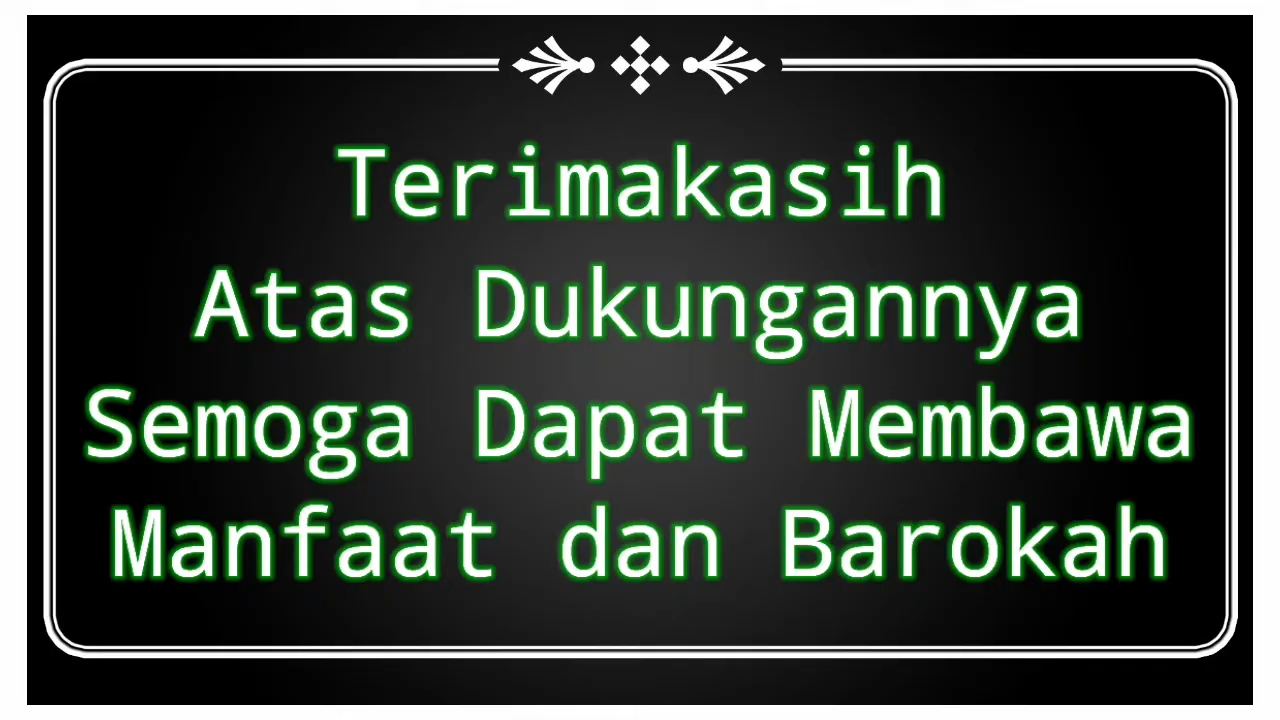 Terimakasih
Atas Dukungannya
Semoga Dapat Membawa
Manfaat dan Barokah